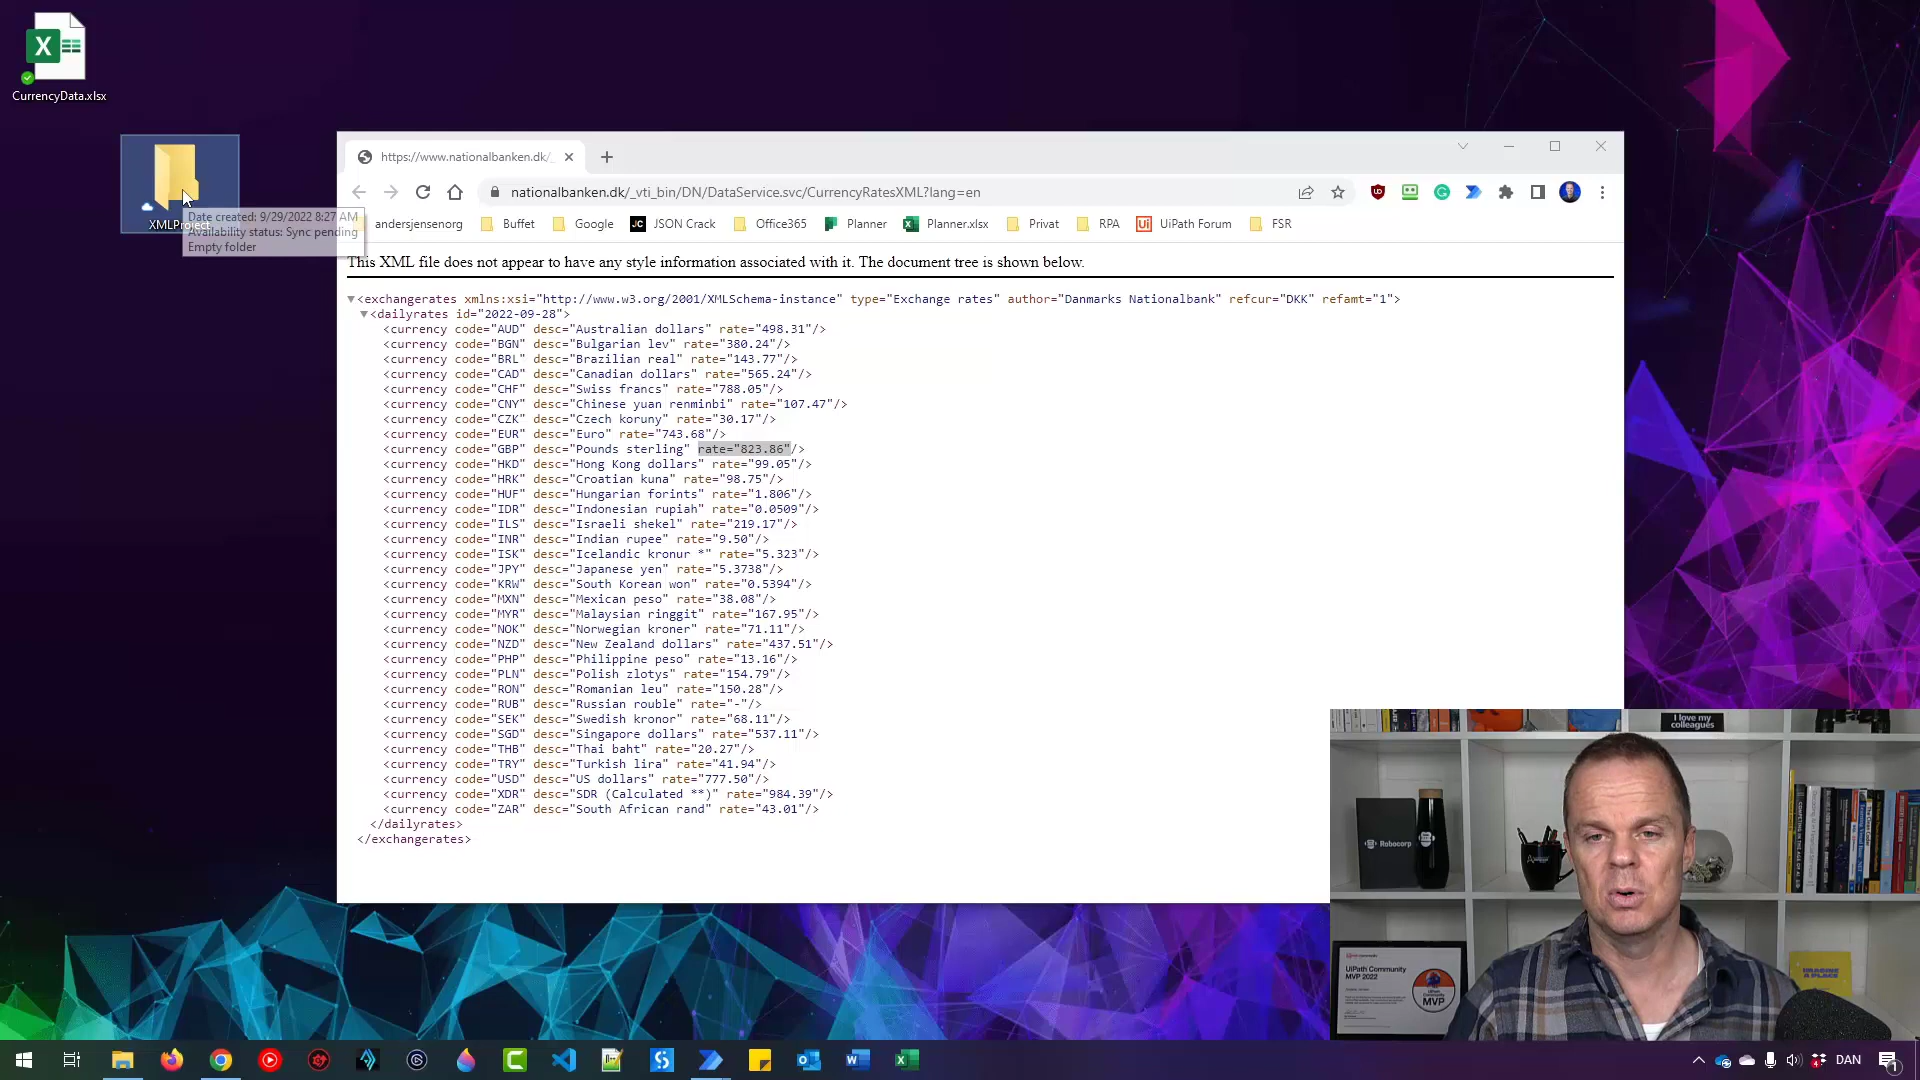 CurrencyData.xlsx
XMLProject
Date created: 9/29/2022 8:27 AM
Availability status: Sync pending
Empty folder
https://www.nationalbanken.dk/_
nationalbanken.dk/_vti_bin/DN/DataService.svc/CurrencyRatesXML?lang=en
andersjensenorg Buffet Google JC JSON Crack Office365 Planner Planner.xlsx Privat RPA Ui UiPath Forum FSR
This XML file does not appear to have any style information associated with it. The document tree is shown below.
▼<exchangerates xmlns:xsi="http://www.w3.org/2001/XMLSchema-instance" type="Exchange rates" author="Danmarks Nationalbank" refcur="DKK" refamt="1">
▼<dailyrates id="2022-09-28">
<currency code="AUD" desc="Australian dollars" rate="498.31"/>
<currency code="BGN" desc="Bulgarian lev" rate="380.24"/>
<currency code="BRL" desc="Brazilian real" rate="143.77"/>
<currency code="CAD" desc="Canadian dollars" rate="565.24"/>
<currency code="CHF" desc="Swiss francs" rate="788.05"/>
<currency code="CNY" desc="Chinese yuan renminbi" rate="107.47"/>
<currency code="CZK" desc="Czech koruny" rate="30.17"/>
<currency code="EUR" desc="Euro" rate="743.68"/>
<currency code="GBP" desc="Pounds sterling" rate="823.86"/>
<currency code="HKD" desc="Hong Kong dollars" rate="99.05"/>
<currency code="HRK" desc="Croatian kuna" rate="98.75"/>
<currency code="HUF" desc="Hungarian forints" rate="1.806"/>
<currency code="IDR" desc="Indonesian rupiah" rate="0.0509"/>
<currency code="ILS" desc="Israeli shekel" rate="219.17"/>
<currency code="INR" desc="Indian rupee" rate="9.50"/>
<currency code="ISK" desc="Icelandic kronur *" rate="5.323"/>
<currency code="JPY" desc="Japanese yen" rate="5.3738"/>
<currency code="KRW" desc="South Korean won" rate="0.5394"/>
<currency code="MXN" desc="Mexican peso" rate="38.08"/>
<currency code="MYR" desc="Malaysian ringgit" rate="167.95"/>
<currency code="NOK" desc="Norwegian kroner" rate="71.11"/>
<currency code="NZD" desc="New Zealand dollars" rate="437.51"/>
<currency code="PHP" desc="Philippine peso" rate="13.16"/>
<currency code="PLN" desc="Polish zlotys" rate="154.79"/>
<currency code="RON" desc="Romanian leu" rate="150.28"/>
<currency code="RUB" desc="Russian rouble" rate="-"/>
<currency code="SEK" desc="Swedish kronor" rate="68.11"/>
<currency code="SGD" desc="Singapore dollars" rate="537.11"/>
<currency code="THB" desc="Thai baht" rate="20.27"/>
<currency code="TRY" desc="Turkish lira" rate="41.94"/>
<currency code="USD" desc="US dollars" rate="777.50"/>
<currency code="XDR" desc="SDR (Calculated **)" rate="984.39"/>
<currency code="ZAR" desc="South African rand" rate="43.01"/>
</dailyrates>
</exchangerates>
I love my
colleagues
Robocorp
UiPath Community
MVP 2022
MVP
IMAGINE
A PLACE
DAN
1